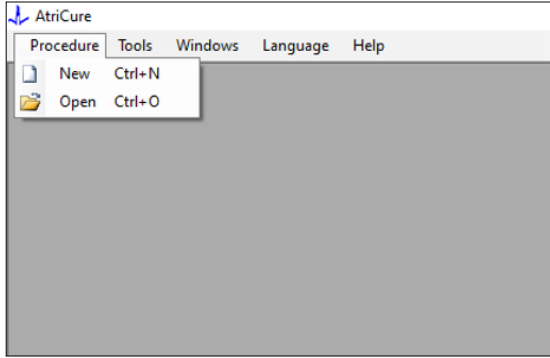 AtriCure
Procedure Tools Windows Language Help
New Ctrl+N
Open Ctrl+O